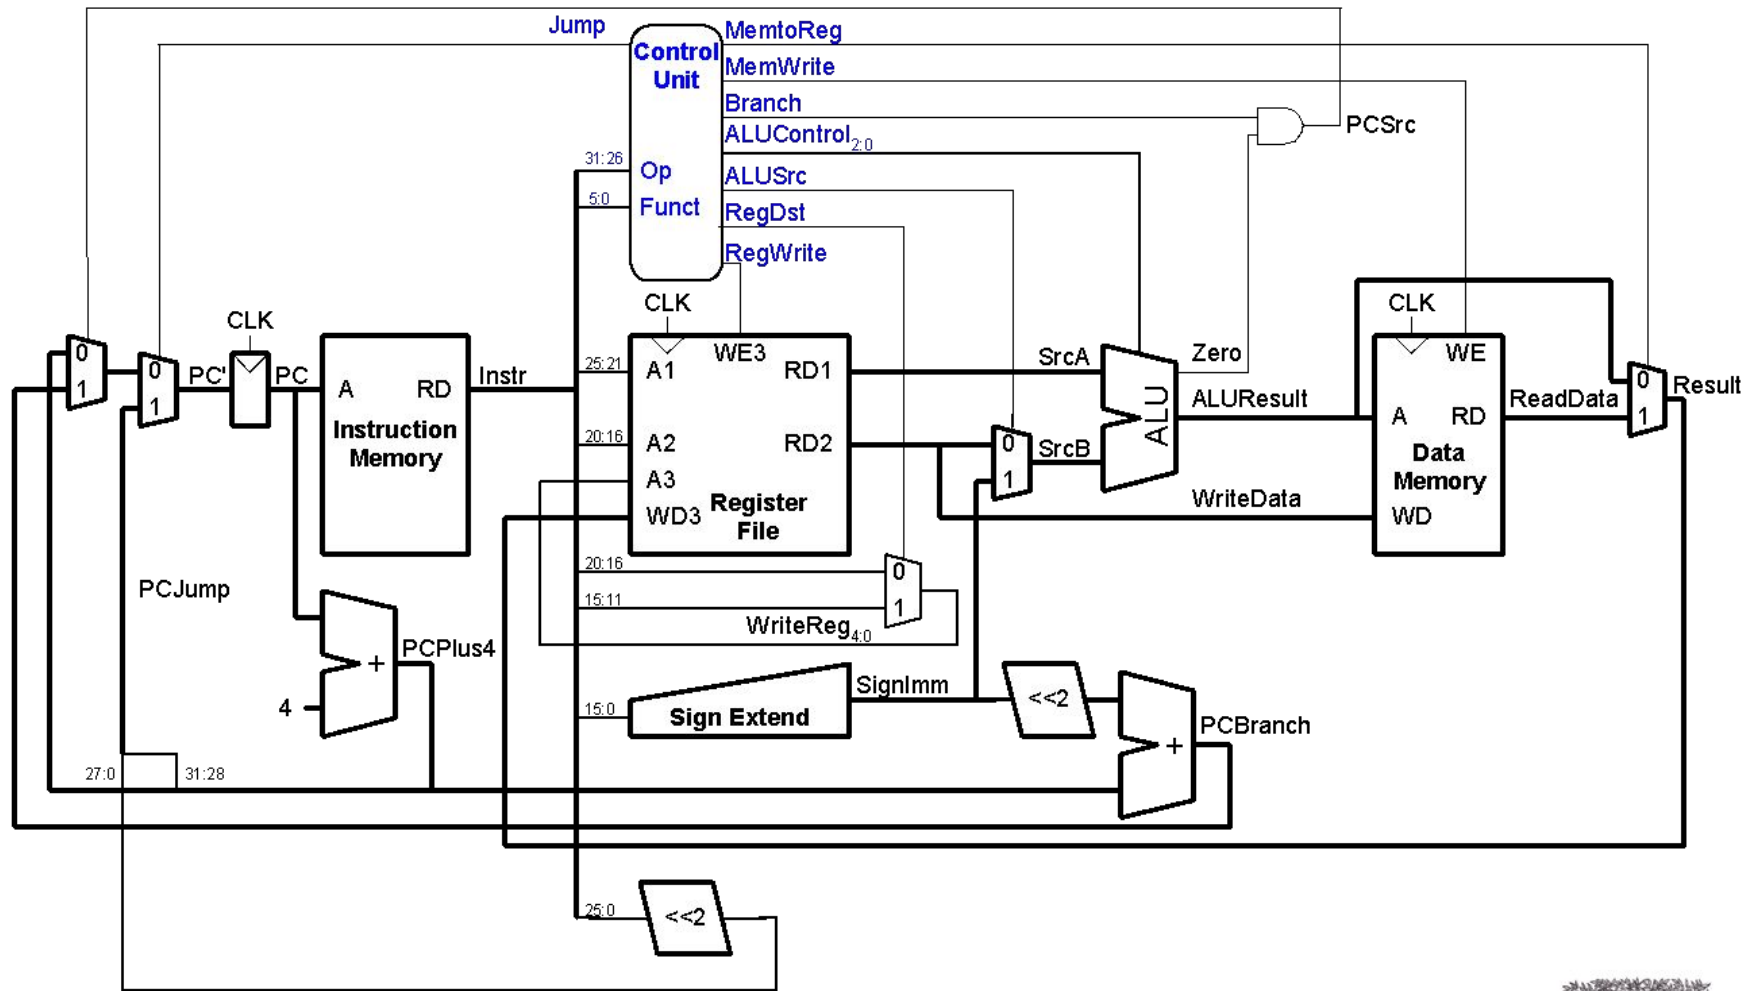 Jump
Control
Unit
MemtoReg
MemWrite
Branch
ALUControl2:0
ALUSrc
RegDst
RegWrite
PCSrc
31:26
Op
5:0
Funct
CLK
0
1
0
1
PC'
PC
A
RD
Instruction
Memory
Instr
CLK
WE3
25:21
A1
RD1
20:16
A2
RD2
A3
WD3
Register
File
20:16
0
15:11
1
WriteReg4:0
SrcA
0
1
SrcB
ALU
Zero
ALUResult
WriteData
CLK
WE
A
RD
Data
Memory
WD
ReadData
0
1
Result
PCJump
PCPlus4
+
4
27:0
31:28
15:0
Sign Extend
SignImm
<<2
+
PCBranch
25:0
<<2